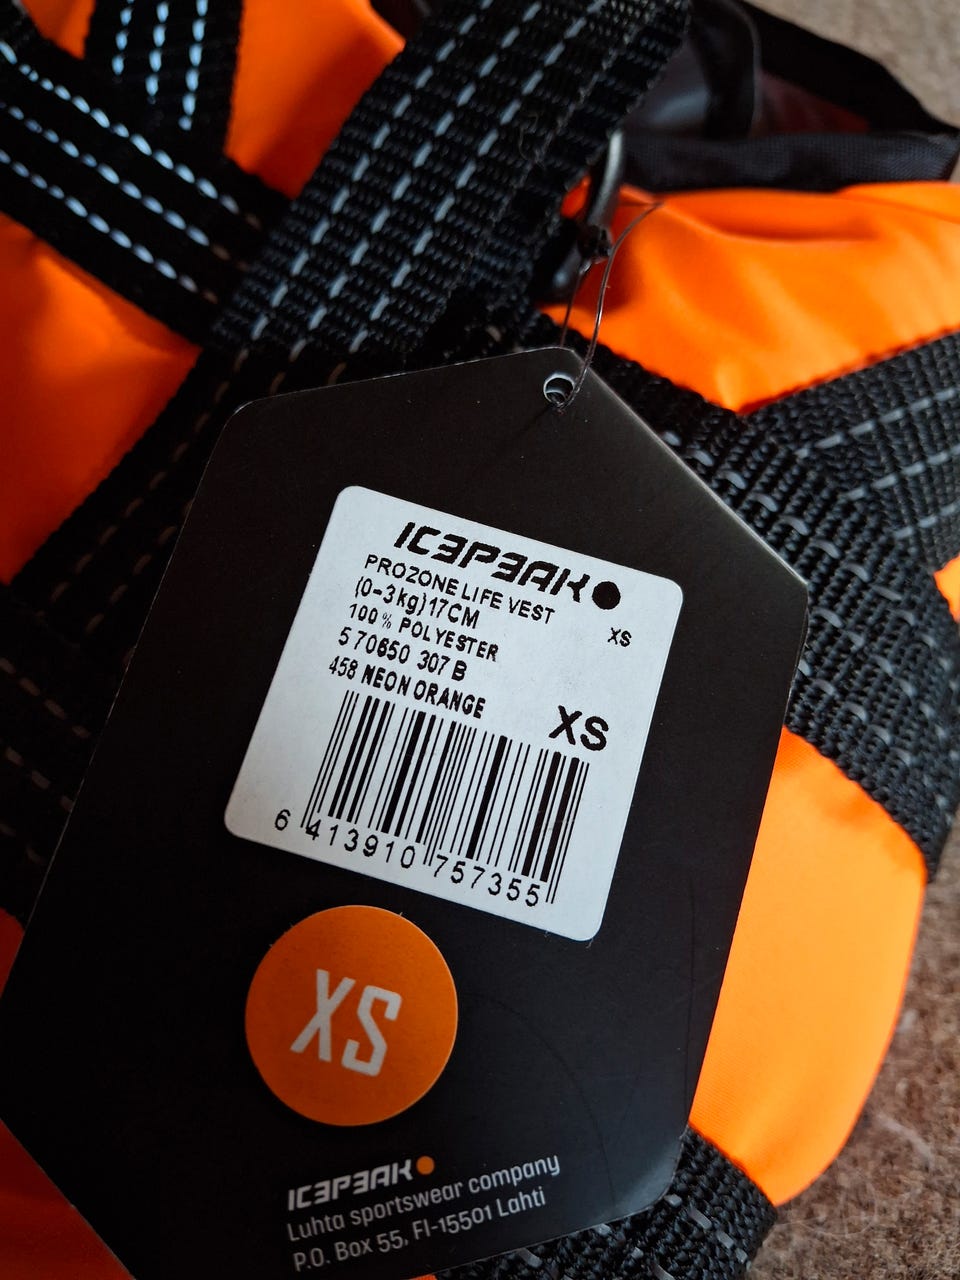 ICEPEAK
PROZONE LIFE VEST
(0-3kg)17CM XS
100% POLYESTER
5 70650 307 B
458 NEON ORANGE
XS
6 413910 757355
XS
ICEPEAK
Luhta sportswear company
P.O. Box 55, FI-15501 Lahti